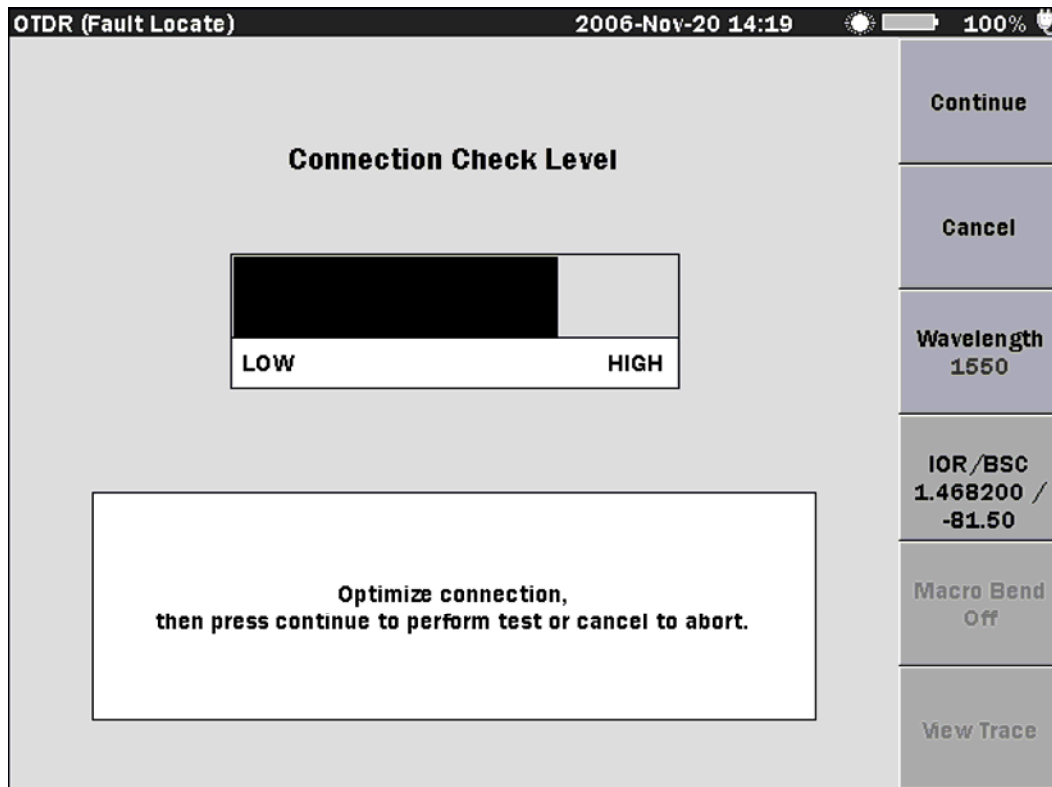 OTDR (Fault Locate) 2006-Nov-20 14:19 100%
Connection Check Level
LOW HIGH
Optimize connection,
then press continue to perform test or cancel to abort.
Continue
Cancel
Wavelength
1550
IOR/BSC
1.468200 /
-81.50
Macro Bend
Off
View Trace